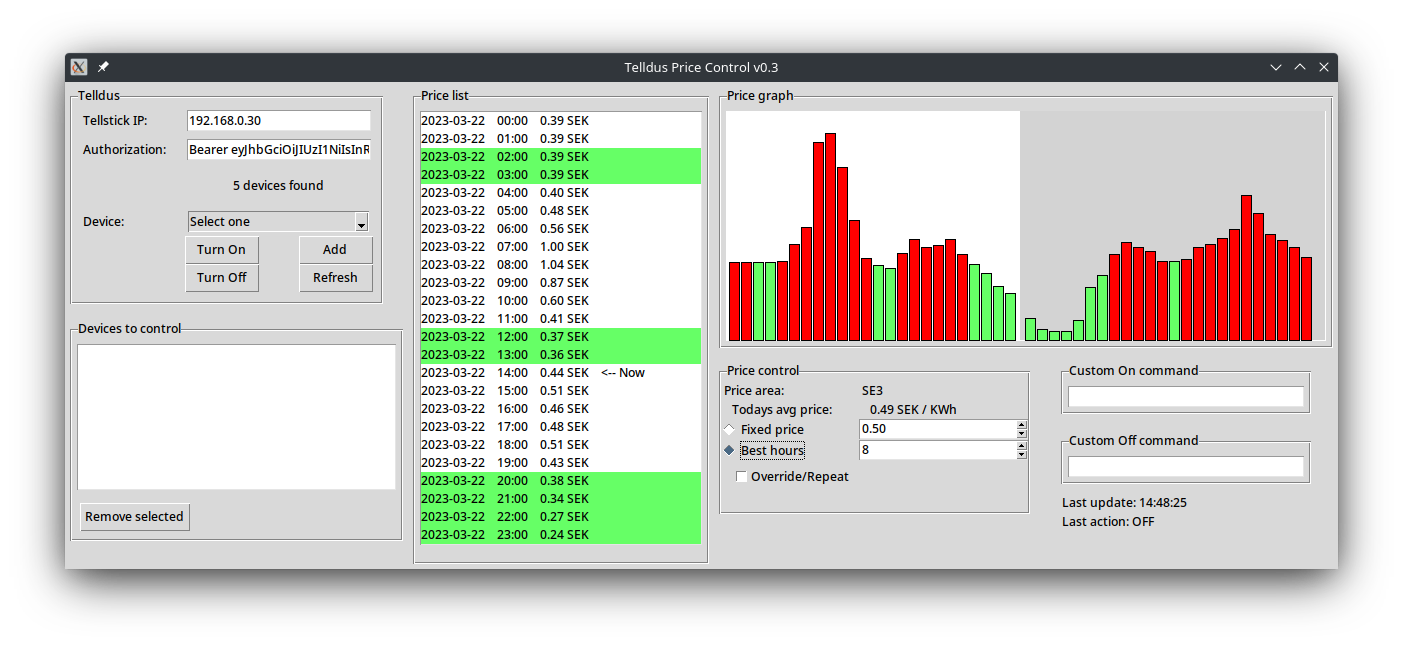 Telldus Price Control v0.3
Telldus
Tellstick IP: 192.168.0.30
Authorization: Bearer eyJhbGciOiJIUzI1NiIsInR
5 devices found
Device: Select one
Turn On Add
Turn Off Refresh
Devices to control
Remove selected
Price list
2023-03-22 00:00 0.39 SEK
2023-03-22 01:00 0.39 SEK
2023-03-22 02:00 0.39 SEK
2023-03-22 03:00 0.39 SEK
2023-03-22 04:00 0.40 SEK
2023-03-22 05:00 0.48 SEK
2023-03-22 06:00 0.56 SEK
2023-03-22 07:00 1.00 SEK
2023-03-22 08:00 1.04 SEK
2023-03-22 09:00 0.87 SEK
2023-03-22 10:00 0.60 SEK
2023-03-22 11:00 0.41 SEK
2023-03-22 12:00 0.37 SEK
2023-03-22 13:00 0.36 SEK
2023-03-22 14:00 0.44 SEK <-- Now
2023-03-22 15:00 0.51 SEK
2023-03-22 16:00 0.46 SEK
2023-03-22 17:00 0.48 SEK
2023-03-22 18:00 0.51 SEK
2023-03-22 19:00 0.43 SEK
2023-03-22 20:00 0.38 SEK
2023-03-22 21:00 0.34 SEK
2023-03-22 22:00 0.27 SEK
2023-03-22 23:00 0.24 SEK
Price graph
Price control
Price area: SE3
Todays avg price: 0.49 SEK / KWh
Fixed price 0.50
Best hours 8
Override/Repeat
Custom On command
Custom Off command
Last update: 14:48:25
Last action: OFF